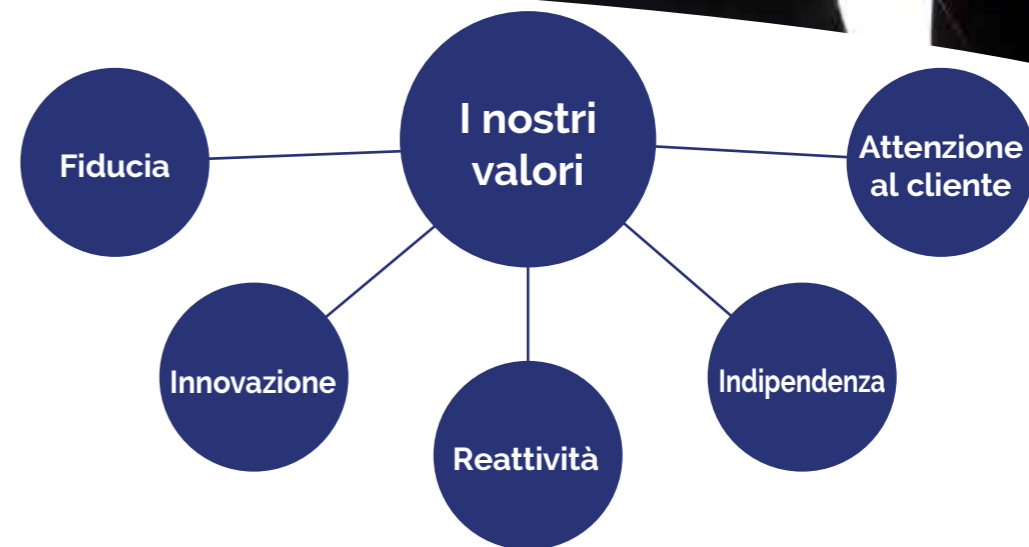 I nostri
valori
Fiducia
Attenzione
al cliente
Innovazione
Indipendenza
Reattività